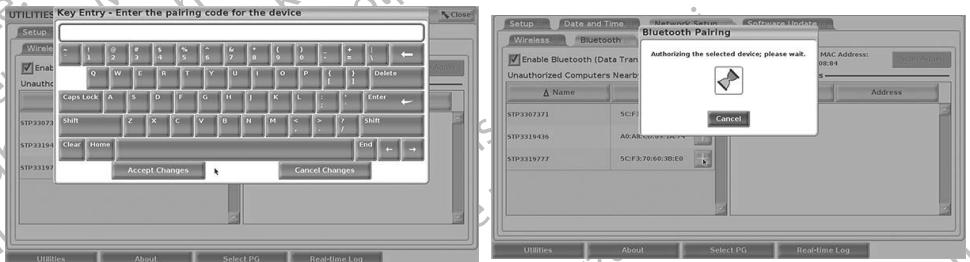 UTILITIES
Key Entry - Enter the pairing code for the device
Close
Setup
Wirele
Enab
Unautho
~ ! @ # $ % ^ & * ( ) _ + |
` 1 2 3 4 5 6 7 8 9 0 - = \ ←
Q W E R T Y U I O P { } Delete
[ ]
Caps Lock A S D F G H J K L : " Enter
; '
Shift Z X C V B N M < > ? Shift
, . /
Clear Home End ← →
STP33073
STP33194
STP33197
Accept Changes Cancel Changes
Utilities About Select PG Real-time Log
Setup Date and Time Network Setup Software Update
Wireless Bluetooth
Bluetooth Pairing
Enable Bluetooth (Data Tran
MAC Address:
08:84
Unauthorized Computers Nearb
Authorizing the selected device; please wait.
Cancel
Δ Name Address
STP3307371 5C:F3
STP3319436
STP3319777 5C:F3:70:60:3B:E0
Utilities About Select PG Real-time Log